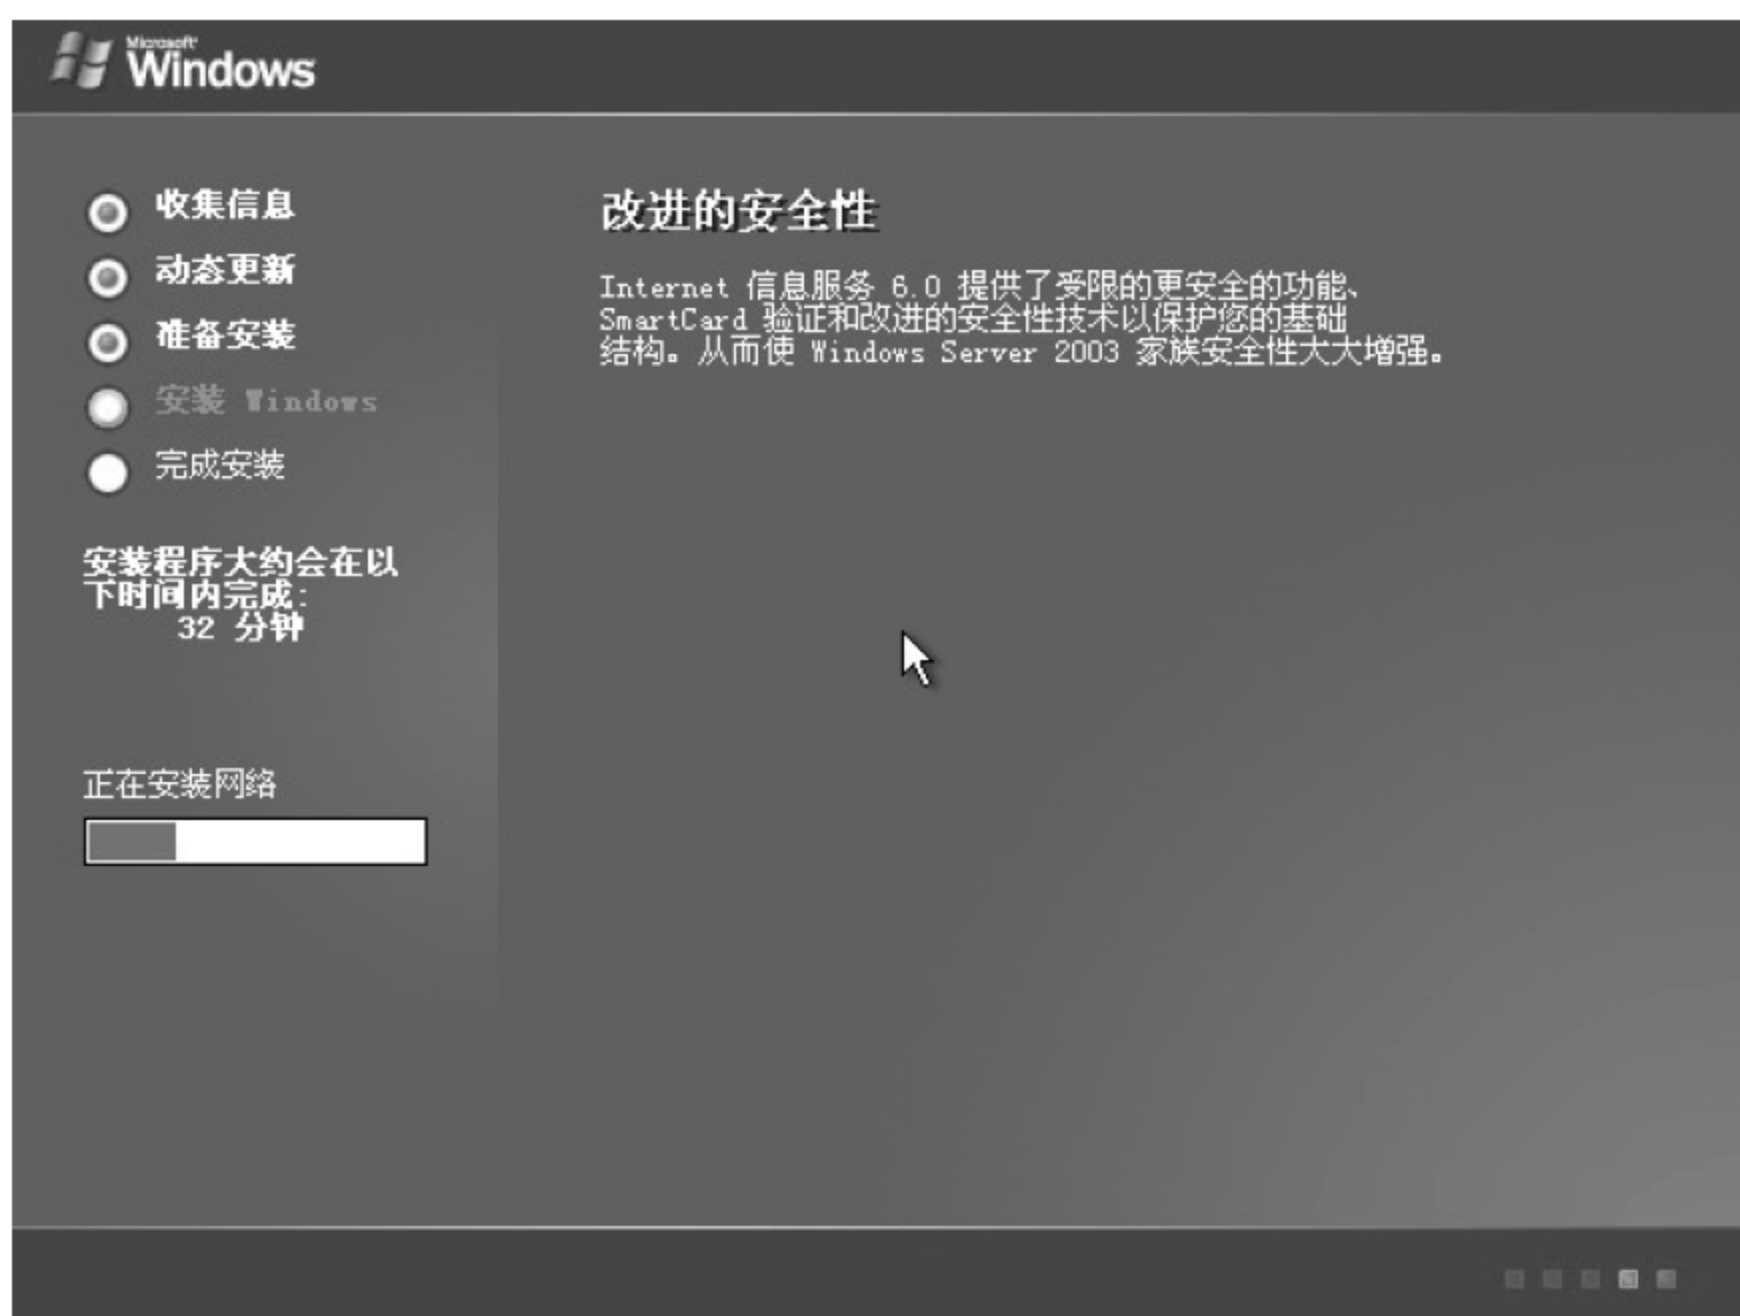 Microsoft
Windows
收集信息
动态更新
准备安装
安装 Windows
完成安装
安装程序大约会在以
下时间内完成:
32 分钟
正在安装网络
改进的安全性
Internet 信息服务 6.0 提供了受限的更安全的功能、
SmartCard 验证和改进的安全性技术以保护您的基础
结构。从而使 Windows Server 2003 家族安全性大大增强。